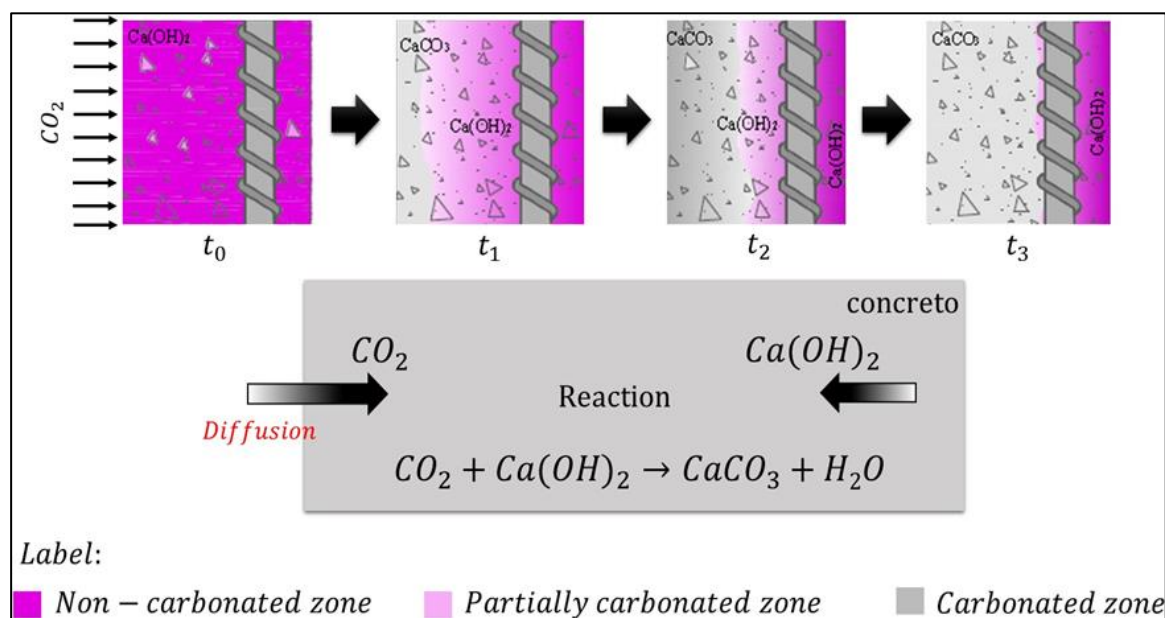 CO₂
Ca(OH)₂
CaCO₃
Ca(OH)₂
CaCO₃
Ca(OH)₂
Ca(OH)₂
CaCO₃
Ca(OH)₂
t₀ t₁ t₂ t₃
concreto
CO₂ Ca(OH)₂
Reaction
Diffusion
CO₂ + Ca(OH)₂ → CaCO₃ + H₂O
Label:
Non − carbonated zone Partially carbonated zone Carbonated zone